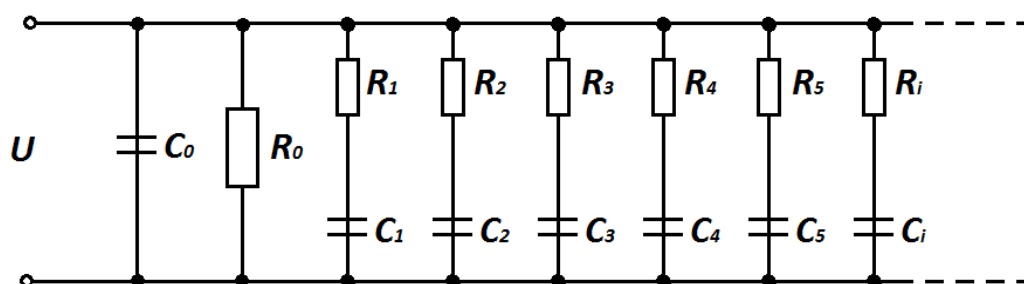 R₁ R₂ R₃ R₄ R₅ Rᵢ
U C₀ R₀
C₁ C₂ C₃ C₄ C₅ Cᵢ